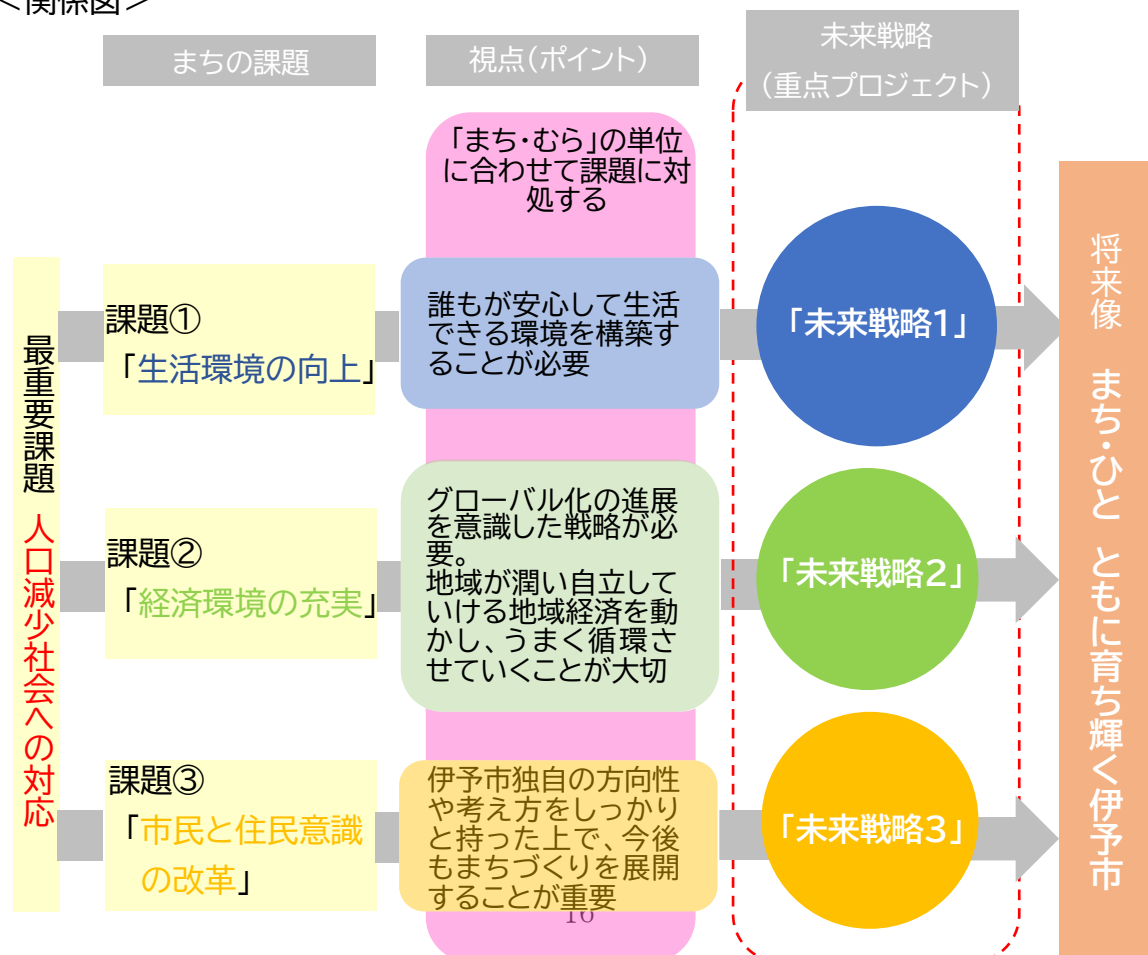 ＜関係図＞
まちの課題
視点（ポイント）
未来戦略
（重点プロジェクト）
「まち・むら」の単位
に合わせて課題に対
処する
最重要課題 人口減少社会への対応
課題①
「生活環境の向上」
誰もが安心して生活
できる環境を構築す
ることが必要
「未来戦略1」
課題②
「経済環境の充実」
グローバル化の進展
を意識した戦略が必
要。
地域が潤い自立して
いける地域経済を動
かし、うまく循環さ
せていくことが大切
「未来戦略2」
課題③
「市民と住民意識
の改革」
伊予市独自の方向性
や考え方をしっかり
と持った上で、今後
もまちづくりを展開
することが重要
「未来戦略3」
将来像 まち・ひと ともに育ち輝く伊予市
16